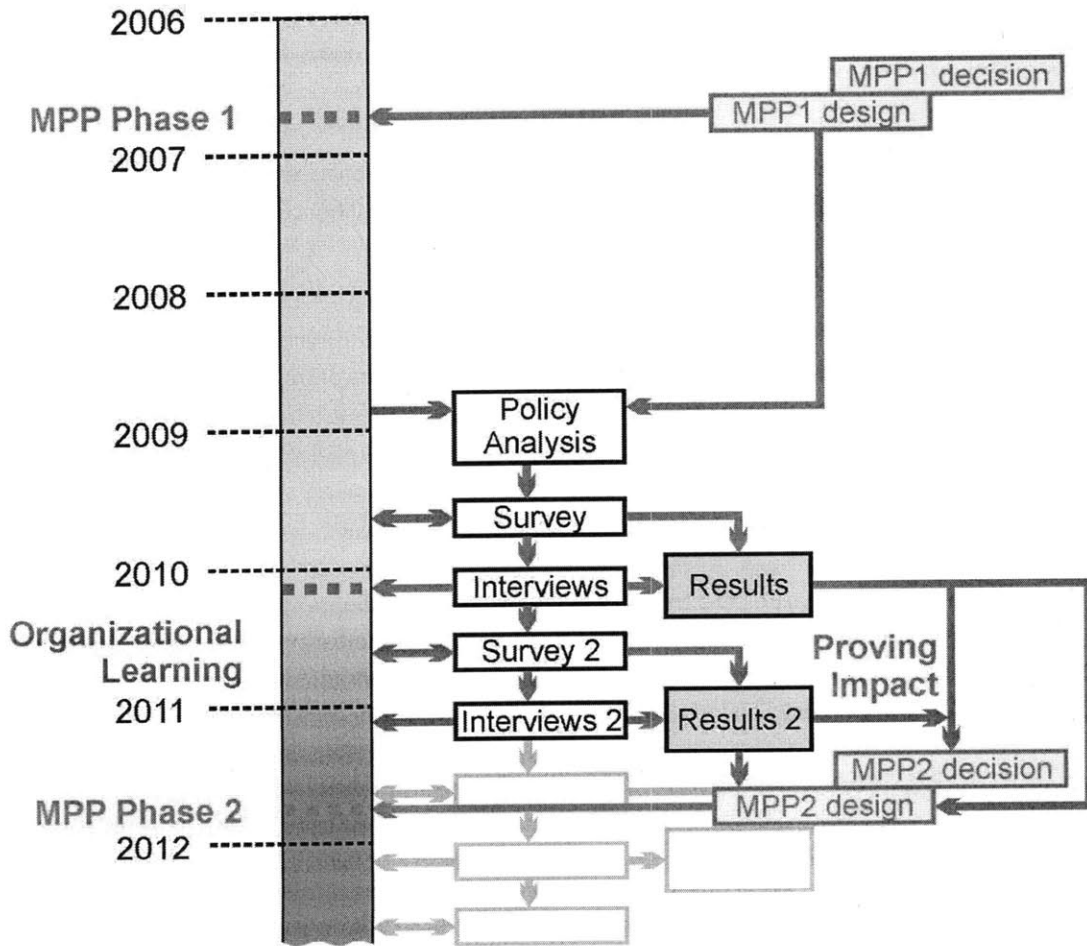 2006
MPP1 decision
MPP Phase 1
MPP1 design
2007
2008
Policy
Analysis
2009
Survey
2010
Interviews
Results
Organizational
Learning
Survey 2
Proving
Impact
2011
Interviews 2
Results 2
MPP2 decision
MPP Phase 2
MPP2 design
2012